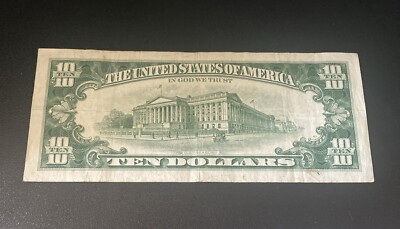 10 THE UNITED STATES OF AMERICA 10
TEN IN GOD WE TRUST TEN
TEN TEN
10 TEN DOLLARS 10